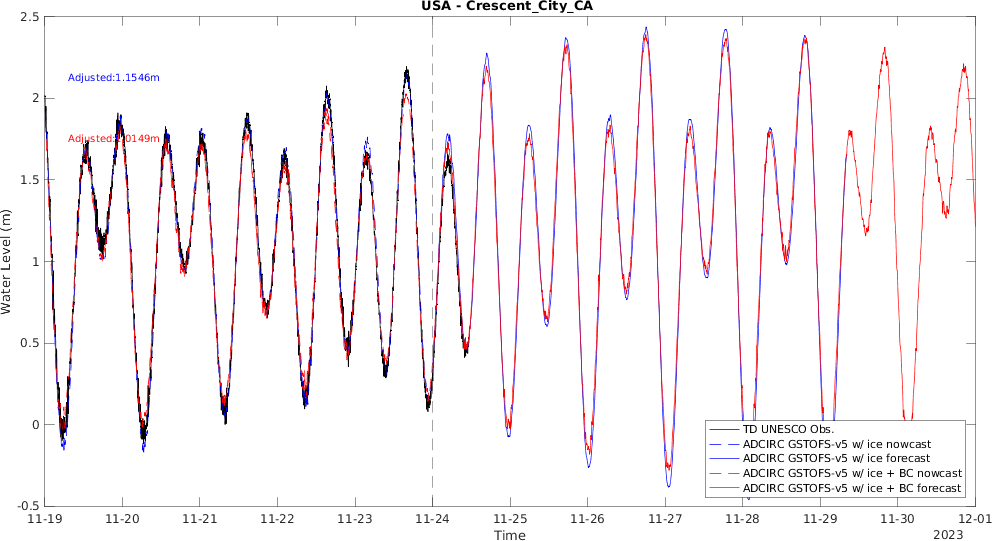 USA - Crescent_City_CA
2.5
Adjusted:1.1546m
2
Adjusted: 0149m
1.5
Water Level (m)
1
0.5
0
TD UNESCO Obs.
ADCIRC GSTOFS-v5 w/ ice nowcast
ADCIRC GSTOFS-v5 w/ ice forecast
ADCIRC GSTOFS-v5 w/ ice + BC nowcast
ADCIRC GSTOFS-v5 w/ ice + BC forecast
-0.5
11-19 11-20 11-21 11-22 11-23 11-24 11-25 11-26 11-27 11-28 11-29 11-30 12-01
Time
2023